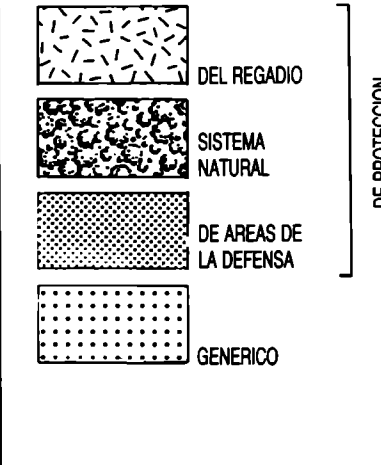 DEL REGADIO
SISTEMA
NATURAL
DE AREAS DE
LA DEFENSA
GENERICO
DE PROTECCION